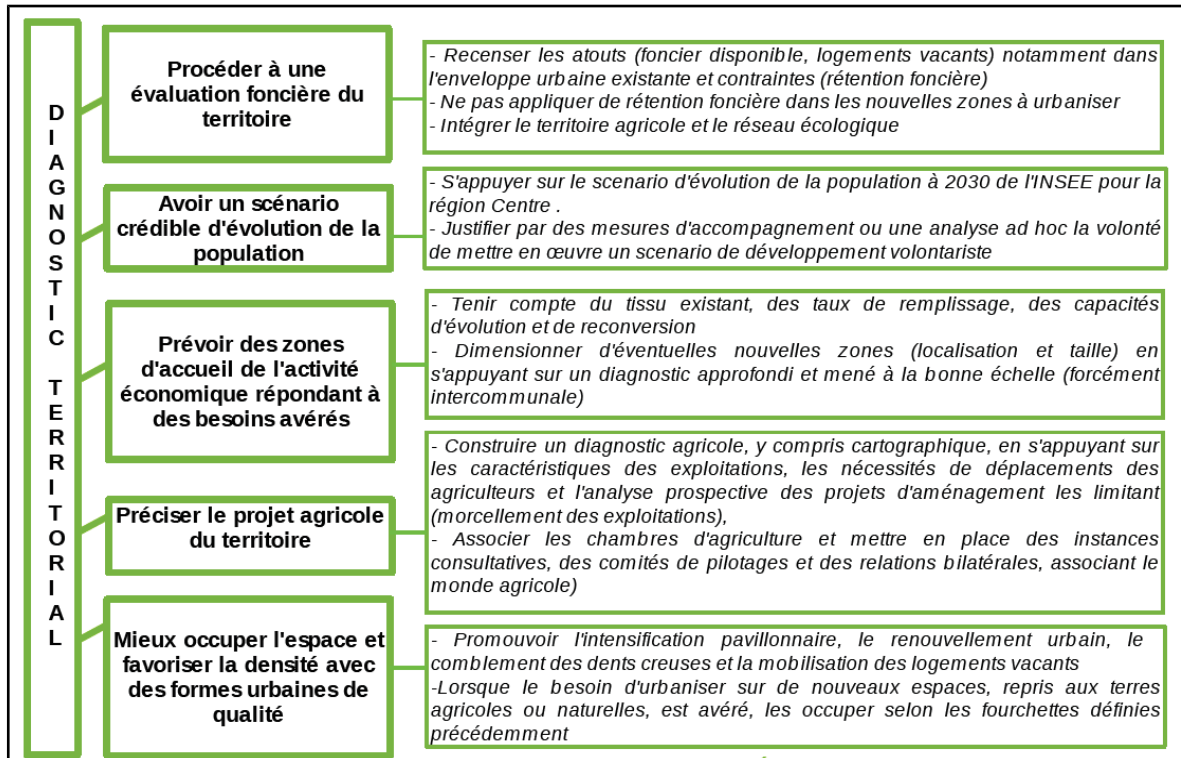 DIAGNOSTIC TERRITORIAL
Procéder à une
évaluation foncière du
territoire
- Recenser les atouts (foncier disponible, logements vacants) notamment dans
l'enveloppe urbaine existante et contraintes (rétention foncière)
- Ne pas appliquer de rétention foncière dans les nouvelles zones à urbaniser
- Intégrer le territoire agricole et le réseau écologique
Avoir un scénario
crédible d'évolution de la
population
- S'appuyer sur le scenario d'évolution de la population à 2030 de l'INSEE pour la
région Centre .
- Justifier par des mesures d'accompagnement ou une analyse ad hoc la volonté
de mettre en œuvre un scenario de développement volontariste
Prévoir des zones
d'accueil de l'activité
économique répondant à
des besoins avérés
- Tenir compte du tissu existant, des taux de remplissage, des capacités
d'évolution et de reconversion
- Dimensionner d'éventuelles nouvelles zones (localisation et taille) en
s'appuyant sur un diagnostic approfondi et mené à la bonne échelle (forcément
intercommunale)
Préciser le projet agricole
du territoire
- Construire un diagnostic agricole, y compris cartographique, en s'appuyant sur
les caractéristiques des exploitations, les nécessités de déplacements des
agriculteurs et l'analyse prospective des projets d'aménagement les limitant
(morcellement des exploitations),
- Associer les chambres d'agriculture et mettre en place des instances
consultatives, des comités de pilotages et des relations bilatérales, associant le
monde agricole)
Mieux occuper l'espace et
favoriser la densité avec
des formes urbaines de
qualité
- Promouvoir l'intensification pavillonnaire, le renouvellement urbain, le
comblement des dents creuses et la mobilisation des logements vacants
-Lorsque le besoin d'urbaniser sur de nouveaux espaces, repris aux terres
agricoles ou naturelles, est avéré, les occuper selon les fourchettes définies
précédemment